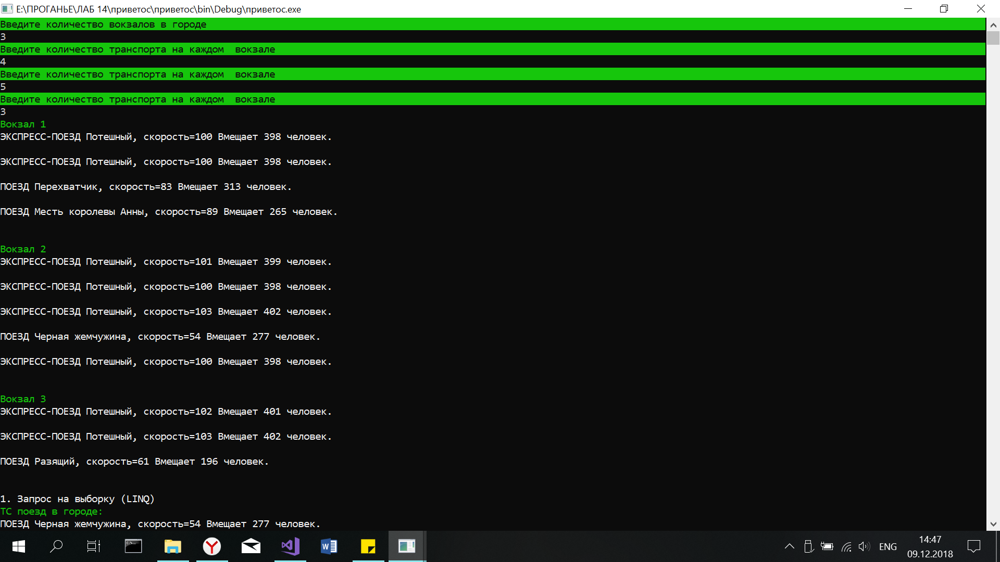 E:\ПРОГАНЬЕ\ЛАБ 14\приветос\приветос\bin\Debug\приветос.exe
Введите количество вокзалов в городе
3
Введите количество транспорта на каждом  вокзале
4
Введите количество транспорта на каждом  вокзале
5
Введите количество транспорта на каждом  вокзале
3
Вокзал 1
ЭКСПРЕСС-ПОЕЗД Потешный, скорость=100 Вмещает 398 человек.
ЭКСПРЕСС-ПОЕЗД Потешный, скорость=100 Вмещает 398 человек.
ПОЕЗД Перехватчик, скорость=83 Вмещает 313 человек.
ПОЕЗД Месть королевы Анны, скорость=89 Вмещает 265 человек.
Вокзал 2
ЭКСПРЕСС-ПОЕЗД Потешный, скорость=101 Вмещает 399 человек.
ЭКСПРЕСС-ПОЕЗД Потешный, скорость=100 Вмещает 398 человек.
ЭКСПРЕСС-ПОЕЗД Потешный, скорость=103 Вмещает 402 человек.
ПОЕЗД Черная жемчужина, скорость=54 Вмещает 277 человек.
ЭКСПРЕСС-ПОЕЗД Потешный, скорость=100 Вмещает 398 человек.
Вокзал 3
ЭКСПРЕСС-ПОЕЗД Потешный, скорость=102 Вмещает 401 человек.
ЭКСПРЕСС-ПОЕЗД Потешный, скорость=103 Вмещает 402 человек.
ПОЕЗД Разящий, скорость=61 Вмещает 196 человек.
1. Запрос на выборку (LINQ)
ТС поезд в городе:
ПОЕЗД Черная жемчужина, скорость=54 Вмещает 277 человек.
ENG
14:47
09.12.2018